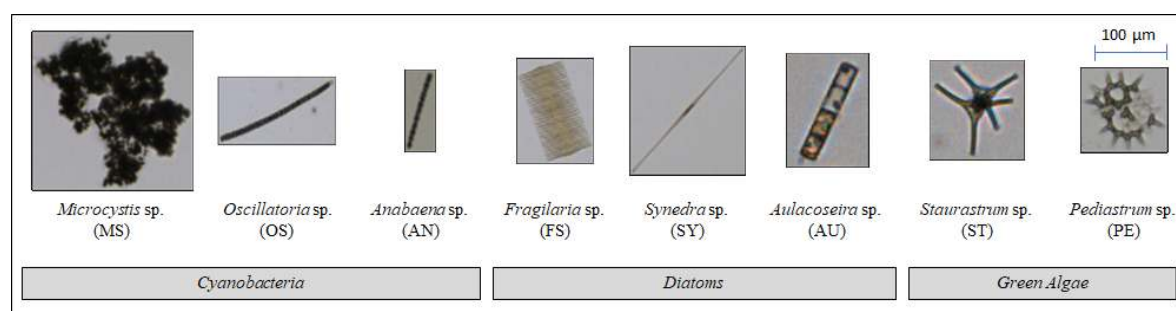 100 µm
Microcystis sp.
(MS)
Oscillatoria sp.
(OS)
Anabaena sp.
(AN)
Fragilaria sp.
(FS)
Synedra sp.
(SY)
Aulacoseira sp.
(AU)
Staurastrum sp.
(ST)
Pediastrum sp.
(PE)
Cyanobacteria
Diatoms
Green Algae